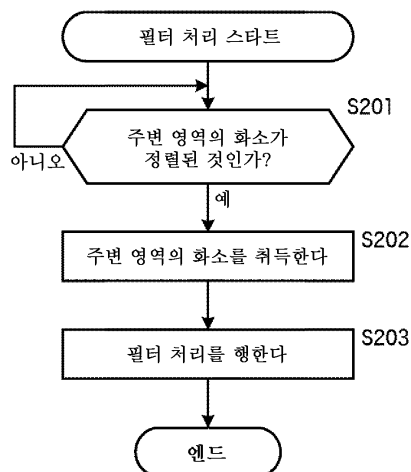 필터 처리 스타트
S201
주변 영역의 화소가
정렬된 것인가?
아니오
예
S202
주변 영역의 화소를 취득한다
S203
필터 처리를 행한다
엔드